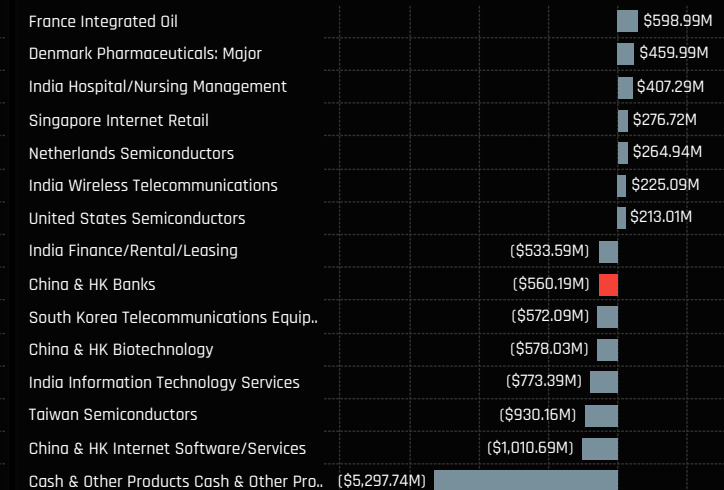 France Integrated Oil $598.99M
Denmark Pharmaceuticals: Major $459.99M
India Hospital/Nursing Management $407.29M
Singapore Internet Retail $276.72M
Netherlands Semiconductors $264.94M
India Wireless Telecommunications $225.09M
United States Semiconductors $213.01M
India Finance/Rental/Leasing ($533.59M)
China & HK Banks ($560.19M)
South Korea Telecommunications Equip.. ($572.09M)
China & HK Biotechnology ($578.03M)
India Information Technology Services ($773.39M)
Taiwan Semiconductors ($930.16M)
China & HK Internet Software/Services ($1,010.69M)
Cash & Other Products Cash & Other Pro.. ($5,297.74M)